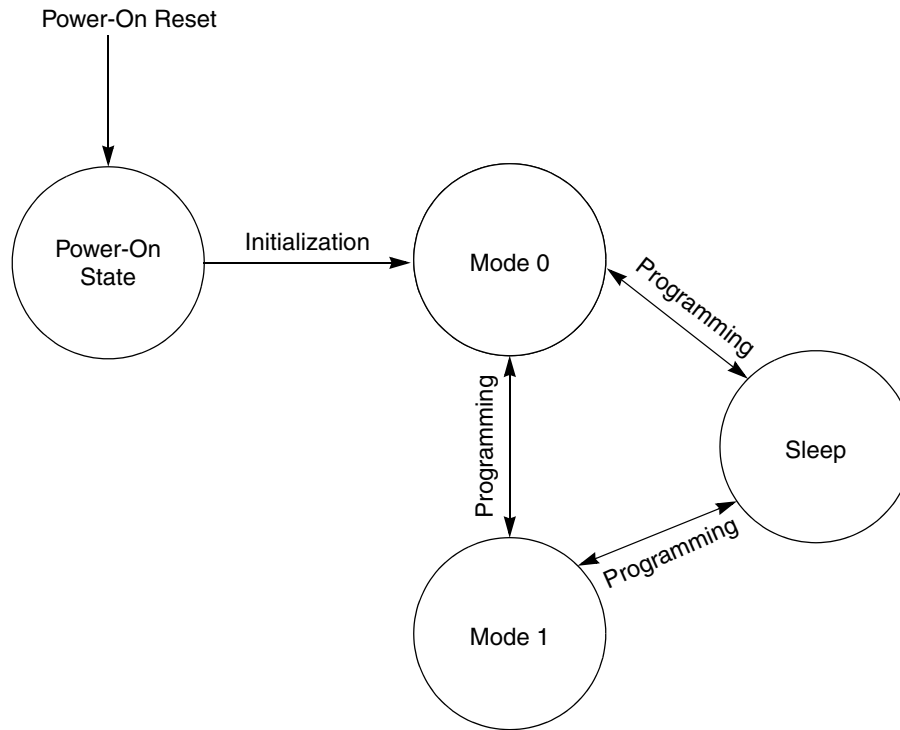 Power-On Reset
Power-On
State
Initialization
Mode 0
Programming
Programming
Sleep
Programming
Mode 1